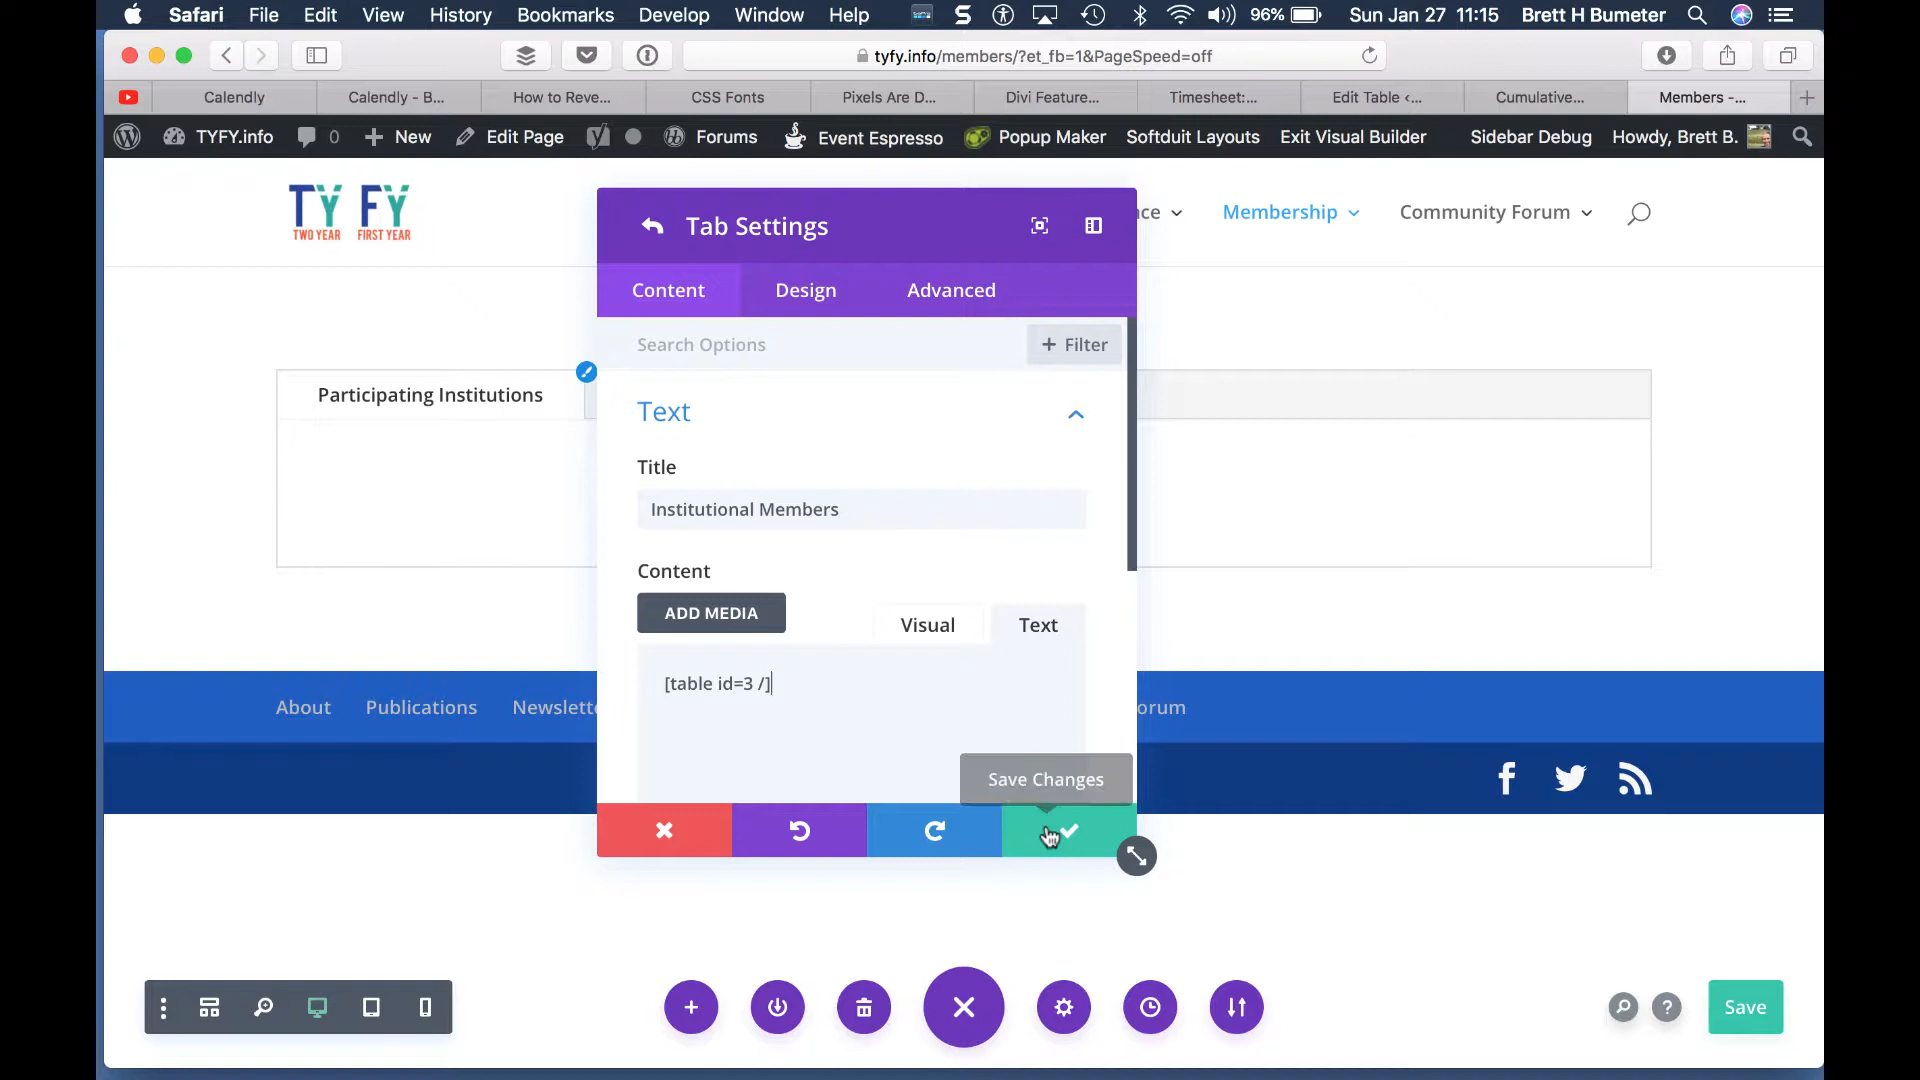 Safari File Edit View History Bookmarks Develop Window Help 96% Sun Jan 27 11:15 Brett H Bumeter
tyfy.info/members/?et_fb=1&PageSpeed=off
Calendly Calendly - B... How to Reve... CSS Fonts Pixels Are D... Divi Feature... Timesheet:... Edit Table <... Cumulative... Members -...
TYFY.info 0 New Edit Page Forums Event Espresso Popup Maker Softduit Layouts Exit Visual Builder Sidebar Debug Howdy, Brett B.
TY FY
TWO YEAR FIRST YEAR
nce Membership Community Forum
Tab Settings
Content Design Advanced
Search Options + Filter
Participating Institutions
Text
Title
Institutional Members
Content
ADD MEDIA
Visual Text
[table id=3 /]
About Publications Newslette orum
Save Changes
? Save